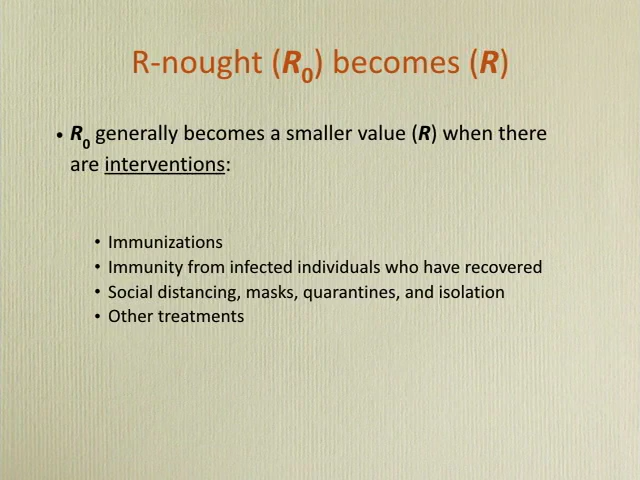 R-nought (R0) becomes (R)
• R0 generally becomes a smaller value (R) when there
are interventions:
• Immunizations
• Immunity from infected individuals who have recovered
• Social distancing, masks, quarantines, and isolation
• Other treatments